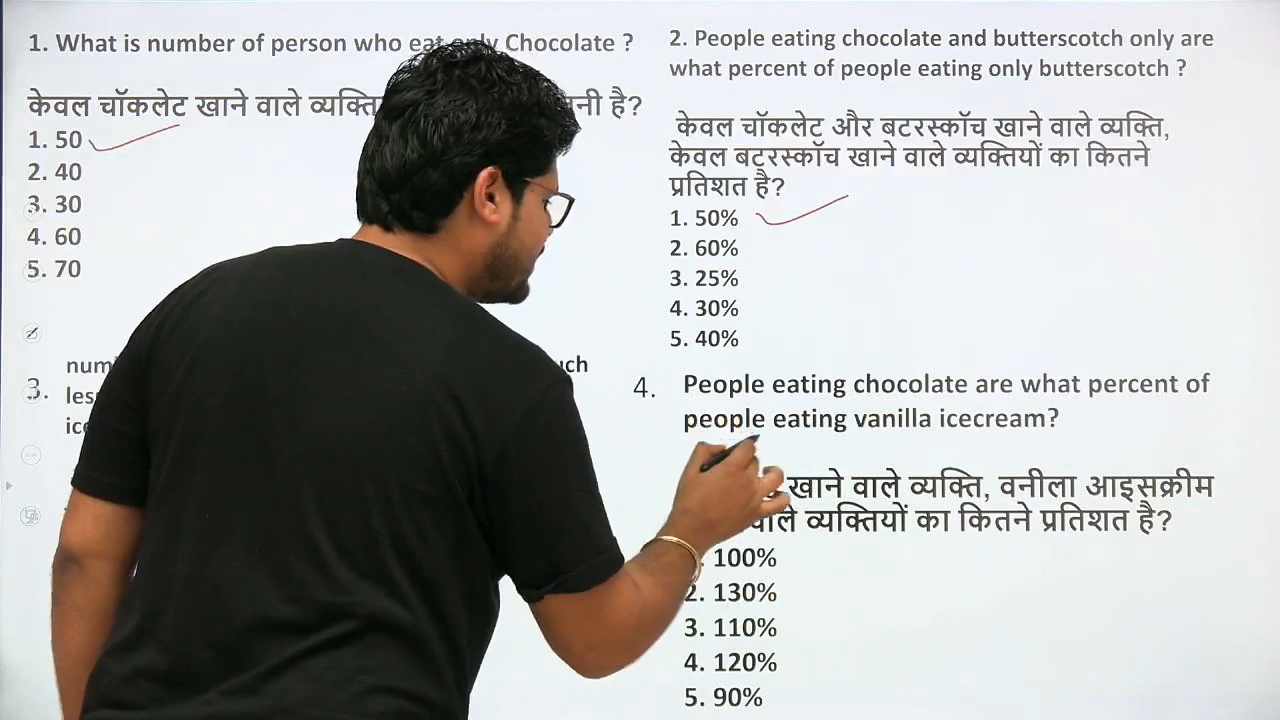 1. What is number of person who eat only Chocolate ?
केवल चॉकलेट खाने वाले व्यक्ति है?
1. 50
2. 40
3. 30
4. 60
5. 70
3.
2. People eating chocolate and butterscotch only are
what percent of people eating only butterscotch ?
केवल चॉकलेट और बटरस्कॉच खाने वाले व्यक्ति,
केवल बटरस्कॉच खाने वाले व्यक्तियों का कितने
प्रतिशत है?
1. 50%
2. 60%
3. 25%
4. 30%
5. 40%
4. People eating chocolate are what percent of
people eating vanilla icecream?
खाने वाले व्यक्ति, वनीला आइसक्रीम
वाले व्यक्तियों का कितने प्रतिशत है?
100%
2. 130%
3. 110%
4. 120%
5. 90%